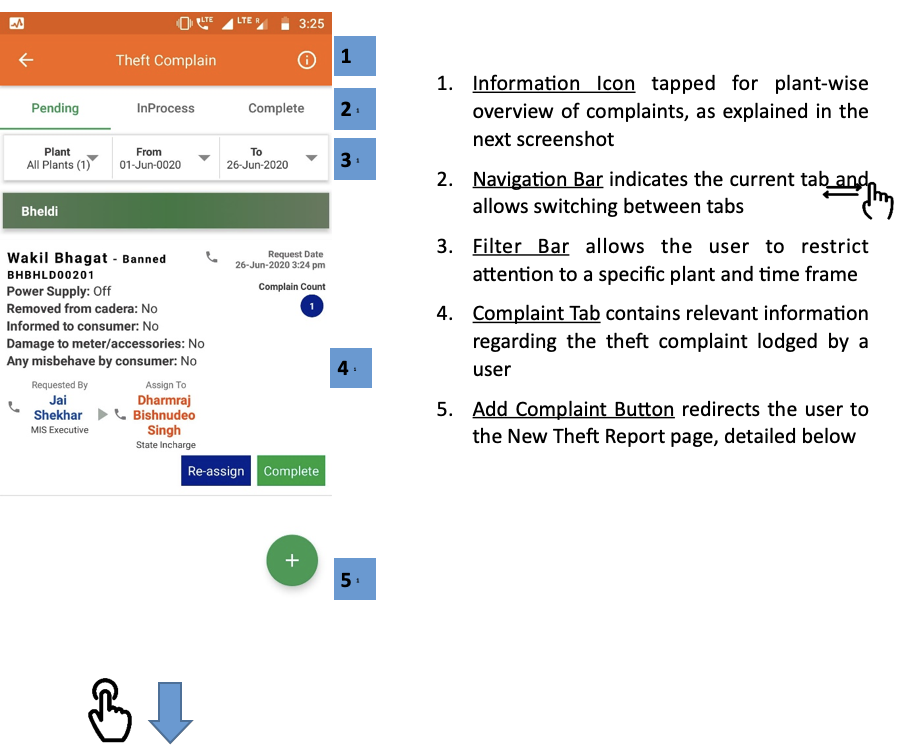 LTE LTE R 3:25
Theft Complain
1
Pending InProcess Complete
2
Plant From To
All Plants (1) 01-Jun-0020 26-Jun-2020
3
Bheldi
Wakil Bhagat - Banned
BHBHLD00201
Request Date
26-Jun-2020 3:24 pm
Power Supply: Off
Complain Count
1
Removed from cadera: No
Informed to consumer: No
Damage to meter/accessories: No
Any misbehave by consumer: No
4
Requested By
Jai
Shekhar
MIS Executive
Assign To
Dharmraj
Bishnudeo
Singh
State Incharge
Re-assign Complete
+
5
1. Information Icon tapped for plant-wise
overview of complaints, as explained in the
next screenshot
2. Navigation Bar indicates the current tab and
allows switching between tabs
3. Filter Bar allows the user to restrict
attention to a specific plant and time frame
4. Complaint Tab contains relevant information
regarding the theft complaint lodged by a
user
5. Add Complaint Button redirects the user to
the New Theft Report page, detailed below